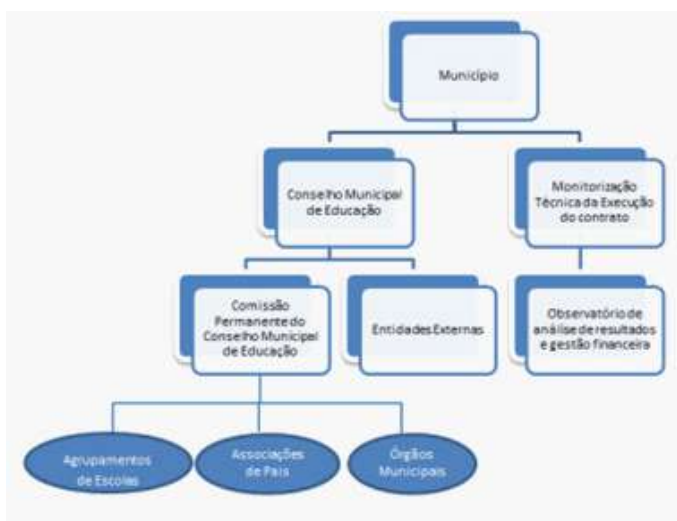 Município
Conselho Municipal
de Educação
Monitorização
Técnica da Execução
do contrato
Comissão
Permanente do
Conselho Municipal
de Educação
Entidades Externas
Observatório de
análise de resultados
e gestão financeira
Agrupamentos
de Escolas
Associações
de Pais
Órgãos
Municipais